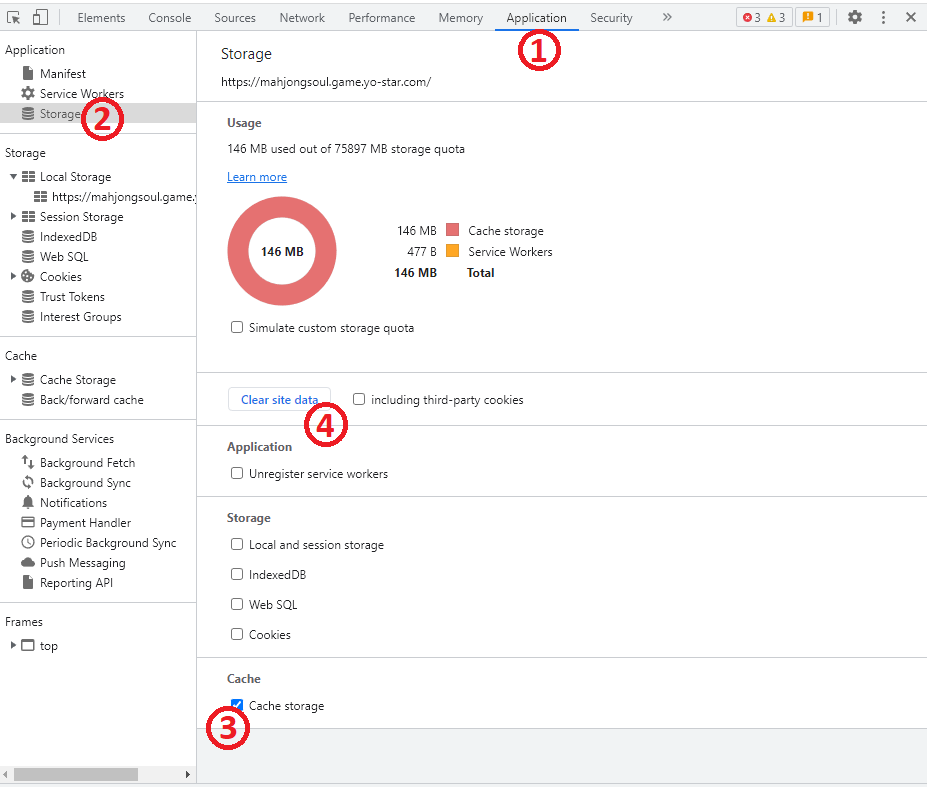 Elements Console Sources Network Performance Memory Application Security » 3 3 1
1
Application
Manifest
Service Workers
Storage
2
Storage
Local Storage
https://mahjongsoul.game.y
Session Storage
IndexedDB
Web SQL
Cookies
Trust Tokens
Interest Groups
Cache
Cache Storage
Back/forward cache
Background Services
Background Fetch
Background Sync
Notifications
Payment Handler
Periodic Background Sync
Push Messaging
Reporting API
Frames
top
Storage
https://mahjongsoul.game.yo-star.com/
Usage
146 MB used out of 75897 MB storage quota
Learn more
146 MB
146 MB Cache storage
477 B Service Workers
146 MB Total
Simulate custom storage quota
Clear site data including third-party cookies
4
Application
Unregister service workers
Storage
Local and session storage
IndexedDB
Web SQL
Cookies
Cache
Cache storage
3